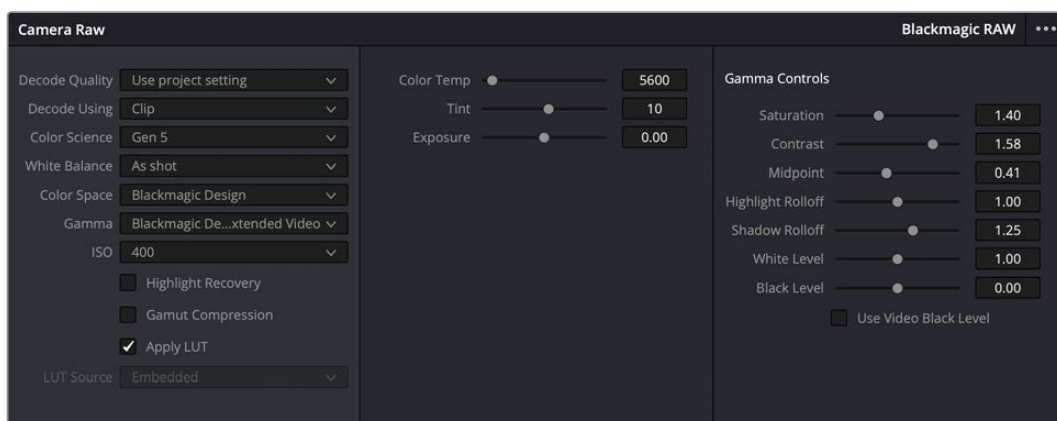 Camera Raw
Blackmagic RAW
Decode Quality Use project setting
Decode Using Clip
Color Science Gen 5
White Balance As shot
Color Space Blackmagic Design
Gamma Blackmagic De...xtended Video
ISO 400
Highlight Recovery
Gamut Compression
Apply LUT
LUT Source Embedded
Color Temp 5600
Tint 10
Exposure 0.00
Gamma Controls
Saturation 1.40
Contrast 1.58
Midpoint 0.41
Highlight Rolloff 1.00
Shadow Rolloff 1.25
White Level 1.00
Black Level 0.00
Use Video Black Level